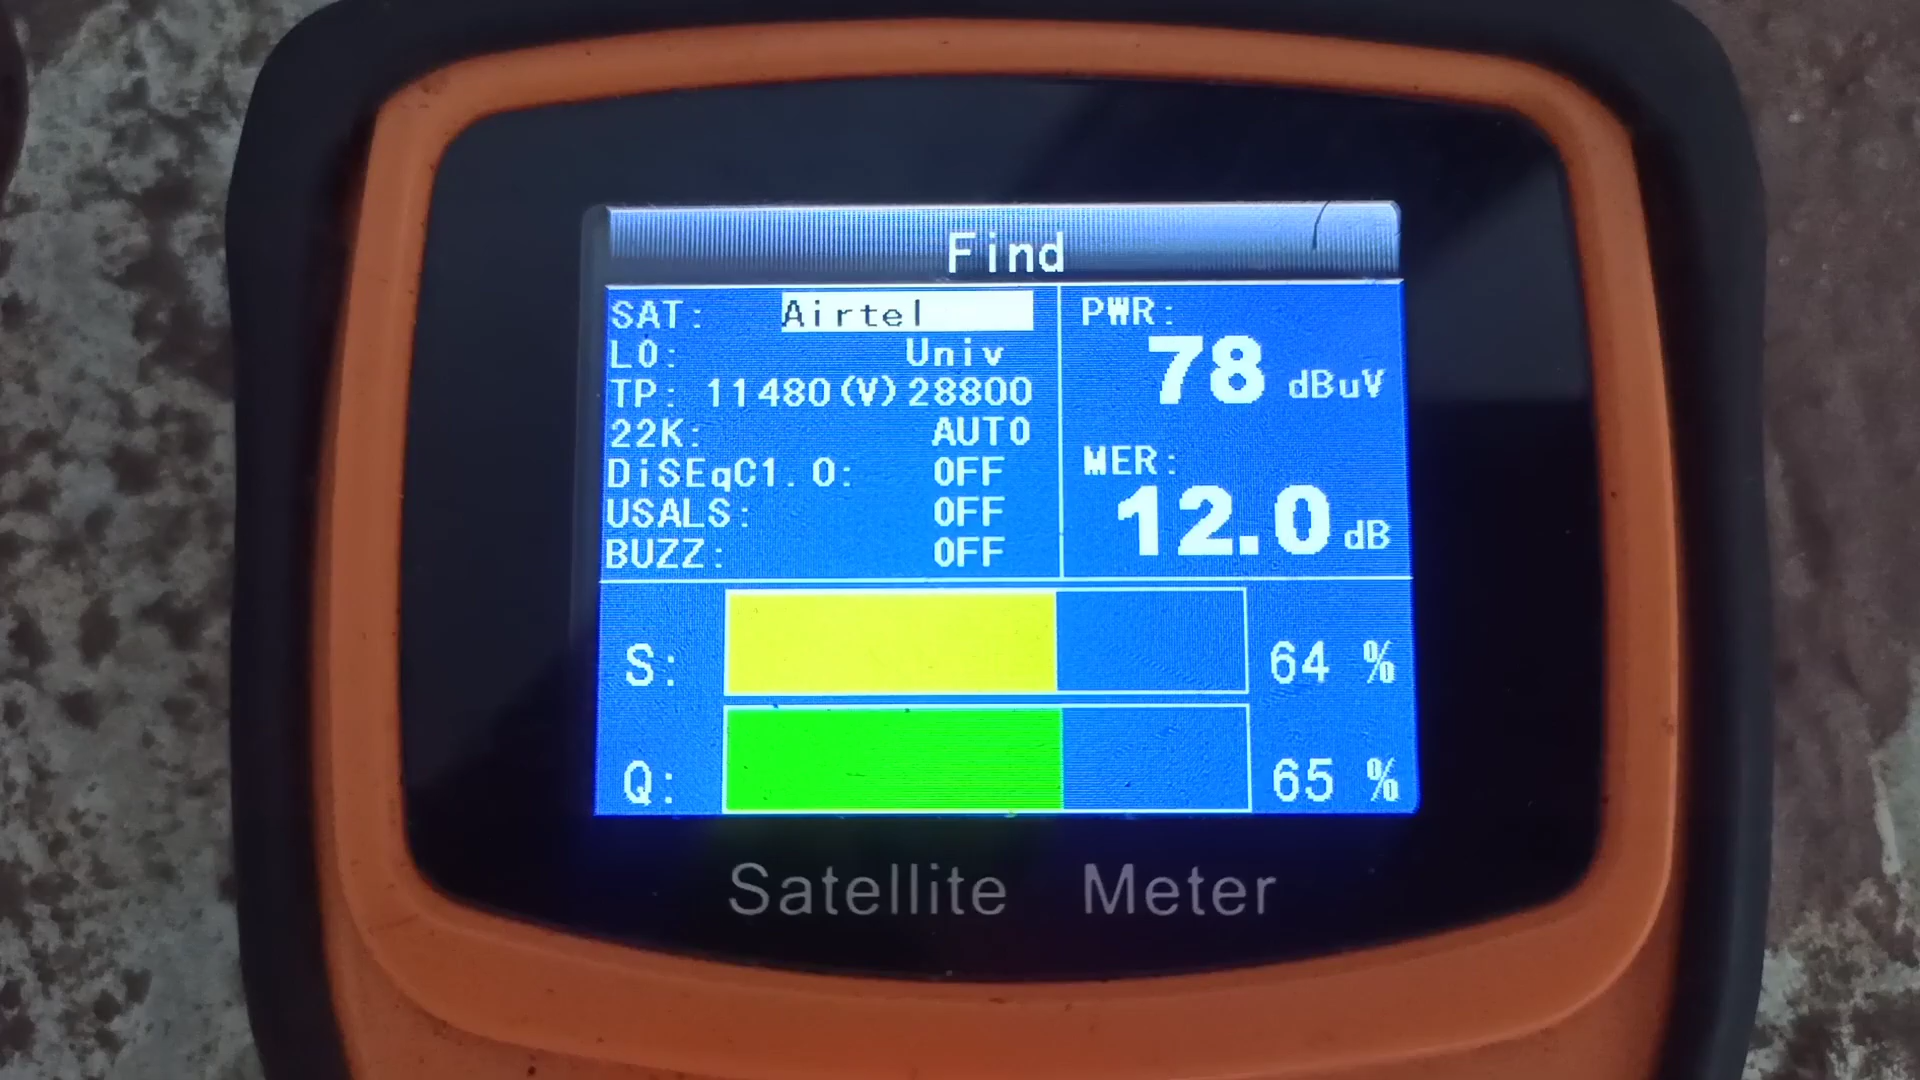 Find
SAT: Airtel
LO: Univ
TP: 11480(V)28800
22K: AUTO
DiSEqC1.0: OFF
USALS: OFF
BUZZ: OFF
PWR:
78 dBuV
MER:
12.0 dB
S: 64 %
Q: 65 %
Satellite Meter